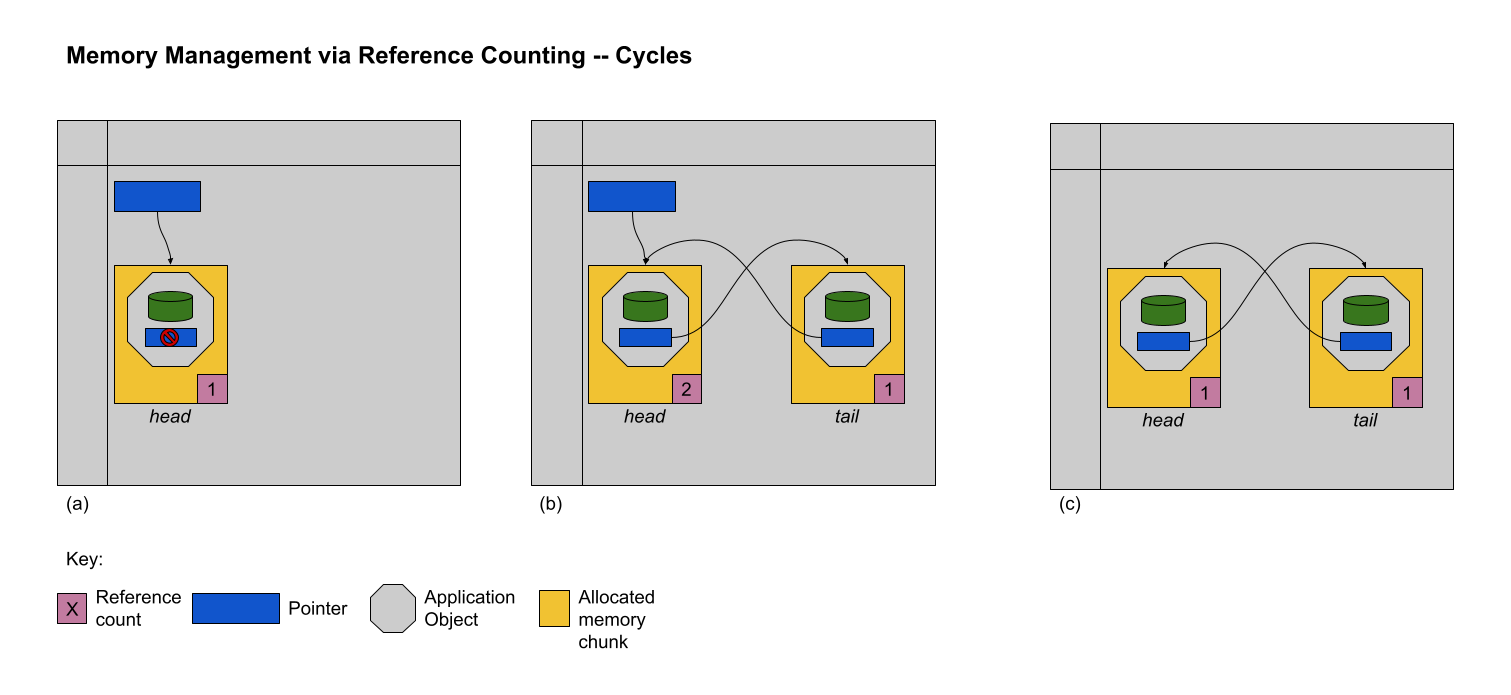 Memory Management via Reference Counting -- Cycles
1
head
(a)
2
head
1
tail
(b)
1
head
1
tail
(c)
Key:
X
Reference
count
Pointer
Application
Object
Allocated
memory
chunk